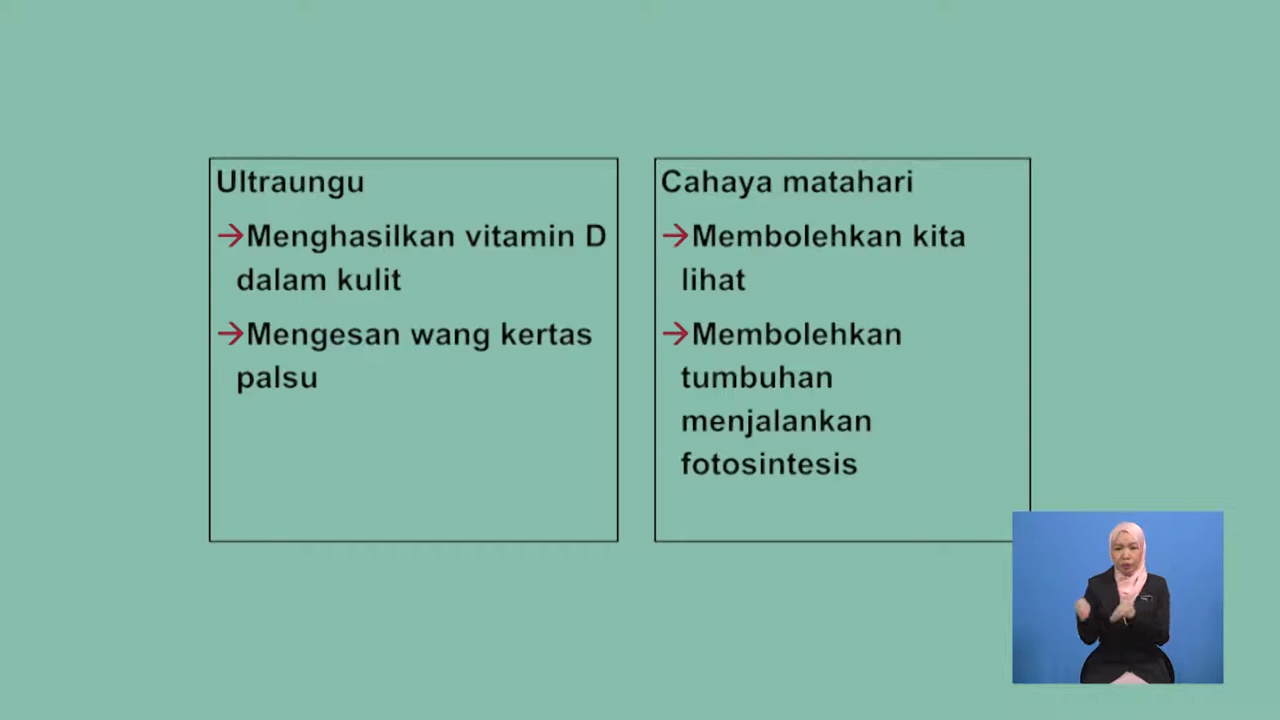 Ultraungu
→Menghasilkan vitamin D
dalam kulit
→Mengesan wang kertas
palsu
Cahaya matahari
→Membolehkan kita
lihat
→Membolehkan
tumbuhan
menjalankan
fotosintesis